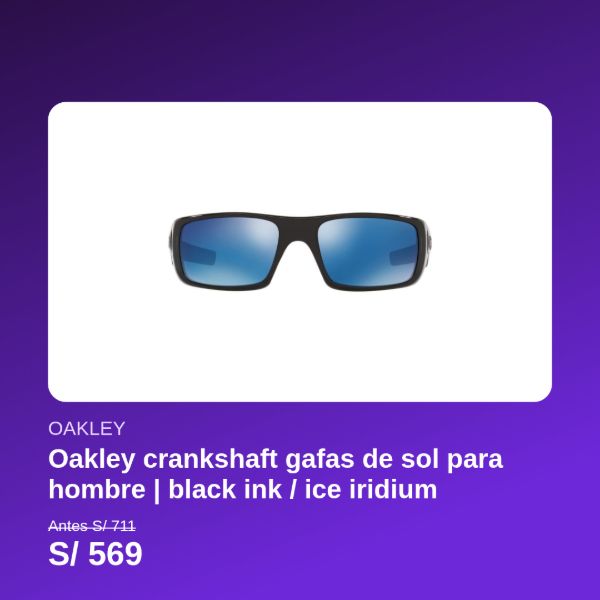 OAKLEY
Oakley crankshaft gafas de sol para
hombre | black ink / ice iridium
Antes S/ 711
S/ 569